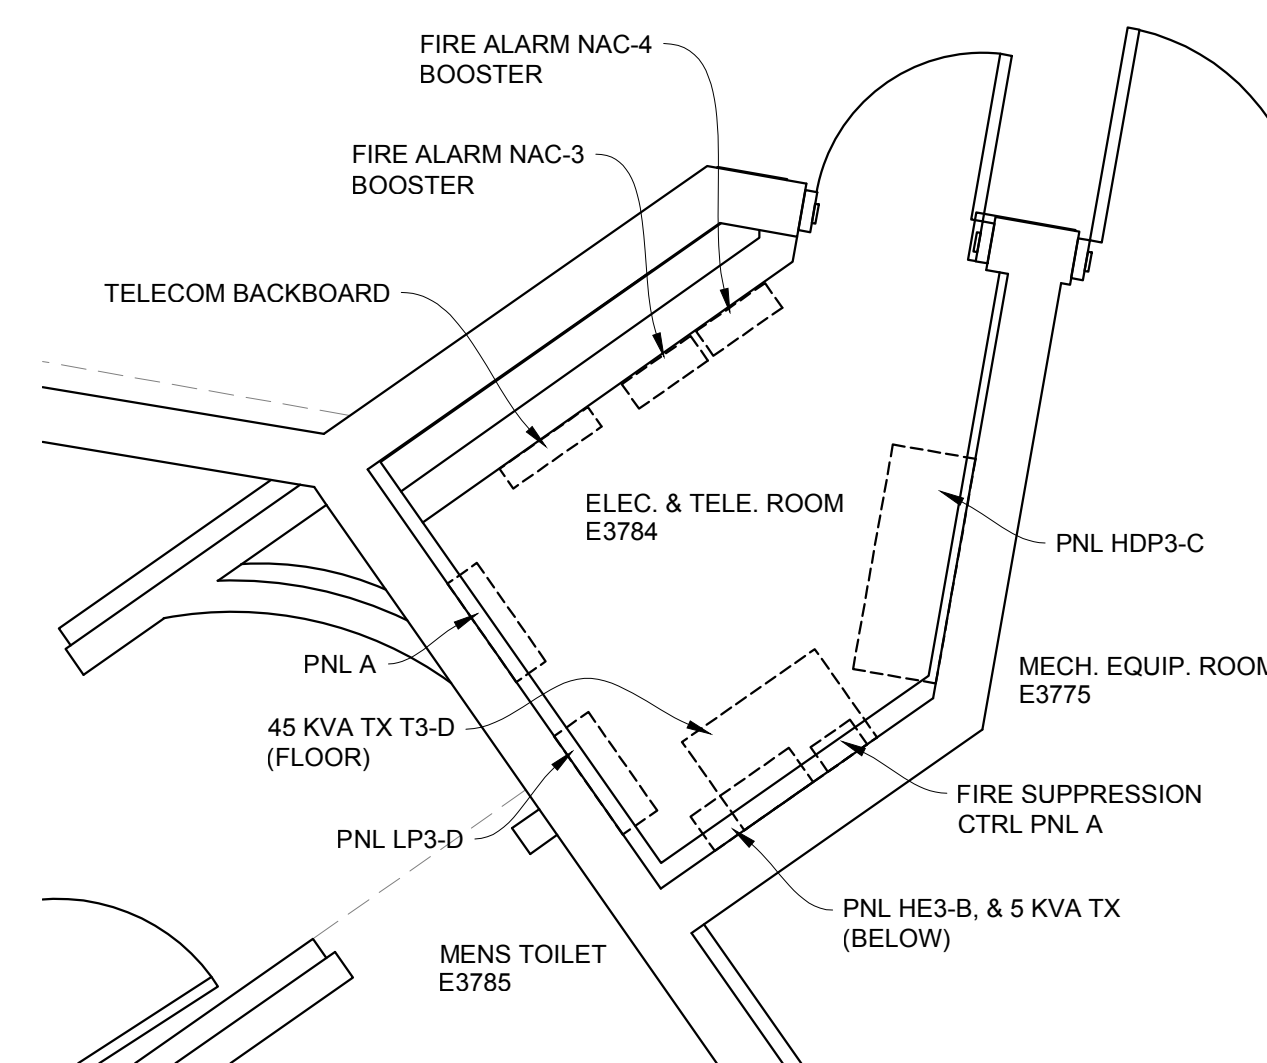 FIRE ALARM NAC-4
BOOSTER
FIRE ALARM NAC-3
BOOSTER
TELECOM BACKBOARD
ELEC. & TELE. ROOM
E3784
PNL HDP3-C
PNL A
MECH. EQUIP. ROOM
E3775
45 KVA TX T3-D
(FLOOR)
FIRE SUPPRESSION
CTRL PNL A
PNL LP3-D
PNL HE3-B, & 5 KVA TX
(BELOW)
MENS TOILET
E3785